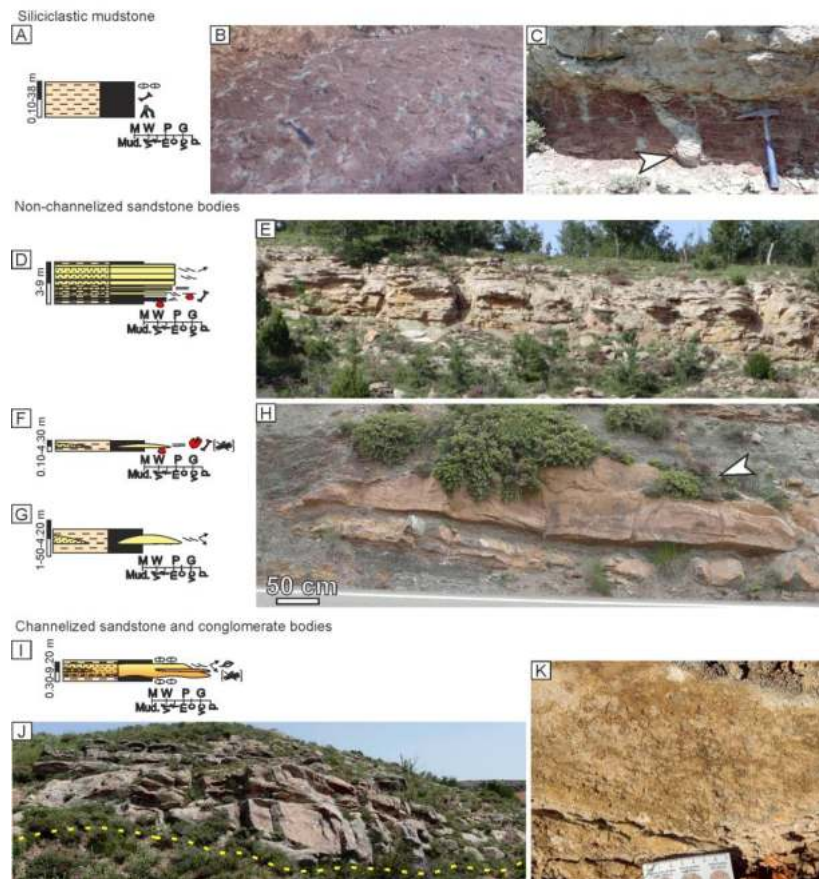 Siliciclastic mudstone
A
B
C
0,10-38 m
M W P G
Mud.
Non-channelized sandstone bodies
D
E
3-9 m
M W P G
Mud.
F
H
0.10-4.30 m
M W P G
Mud.
G
1-50-4.20 m
M W P G
Mud.
50 cm
Channelized sandstone and conglomerate bodies
I
K
0.30-9.20 m
M W P G
Mud.
J